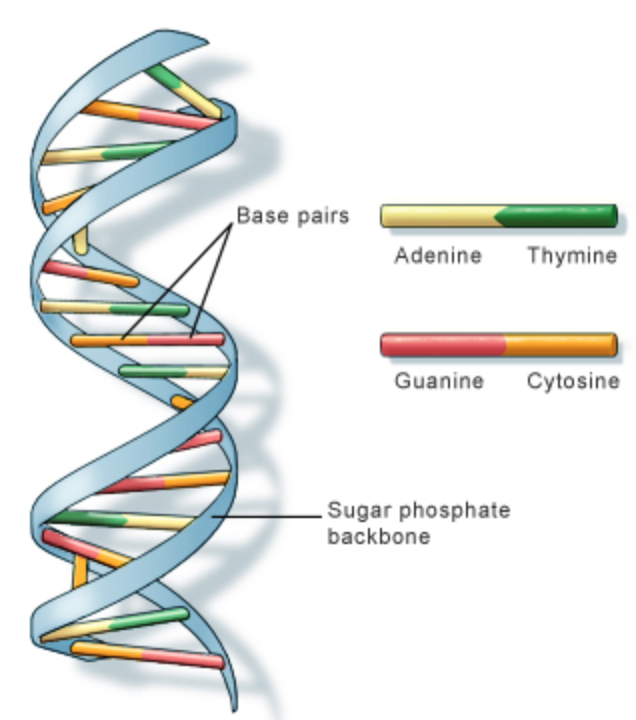 Base pairs
Adenine Thymine
Guanine Cytosine
Sugar phosphate
backbone